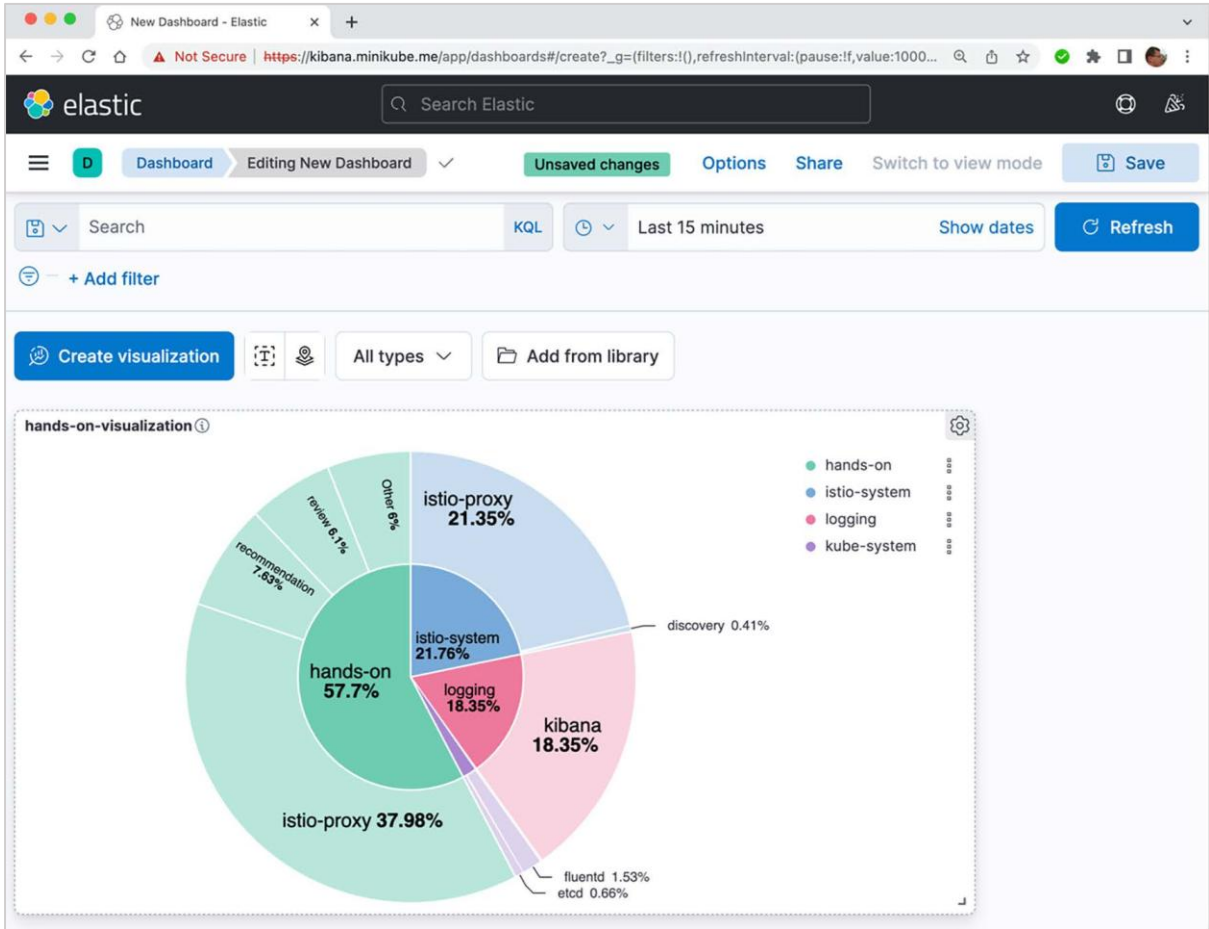 New Dashboard - Elastic
Not Secure | https://kibana.minikube.me/app/dashboards#/create?_g=(filters:!(),refreshInterval:(pause:!f,value:1000...
elastic
Search Elastic
D
Dashboard
Editing New Dashboard
Unsaved changes
Options
Share
Switch to view mode
Save
Search
KQL
Last 15 minutes
Show dates
Refresh
+ Add filter
Create visualization
T
All types
Add from library
hands-on-visualization
hands-on
istio-system
logging
kube-system
Other 6%
review 6.1%
recommendation
7.63%
istio-proxy
21.35%
discovery 0.41%
istio-system
21.76%
hands-on
57.7%
logging
18.35%
kibana
18.35%
istio-proxy 37.98%
fluentd 1.53%
etcd 0.66%